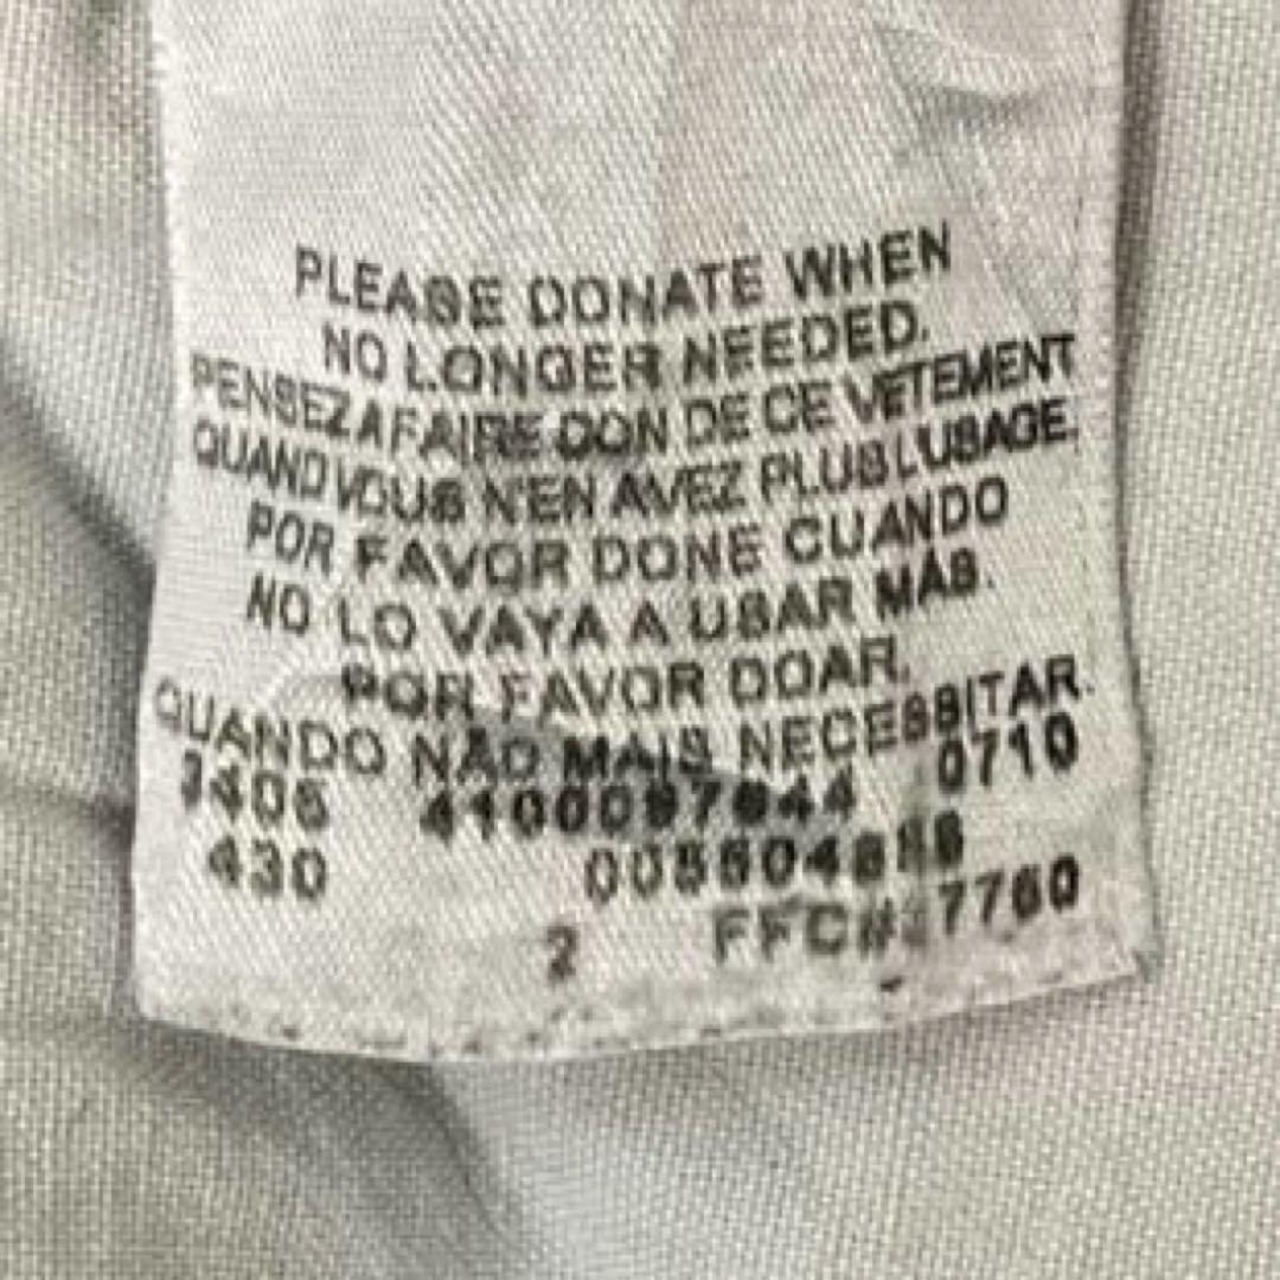 PLEASE DONATE WHEN
NO LONGER NEEDED.
PENSEZ A FAIRE DON DE CE VETEMENT
QUAND VOUS N'EN AVEZ PLUS L'USAGE.
POR FAVOR DONE CUANDO
NO LO VAYA A USAR MÁS.
POR FAVOR DOAR,
QUANDO NÃO MAIS NECESSITAR.
0710
430
2 FFC#